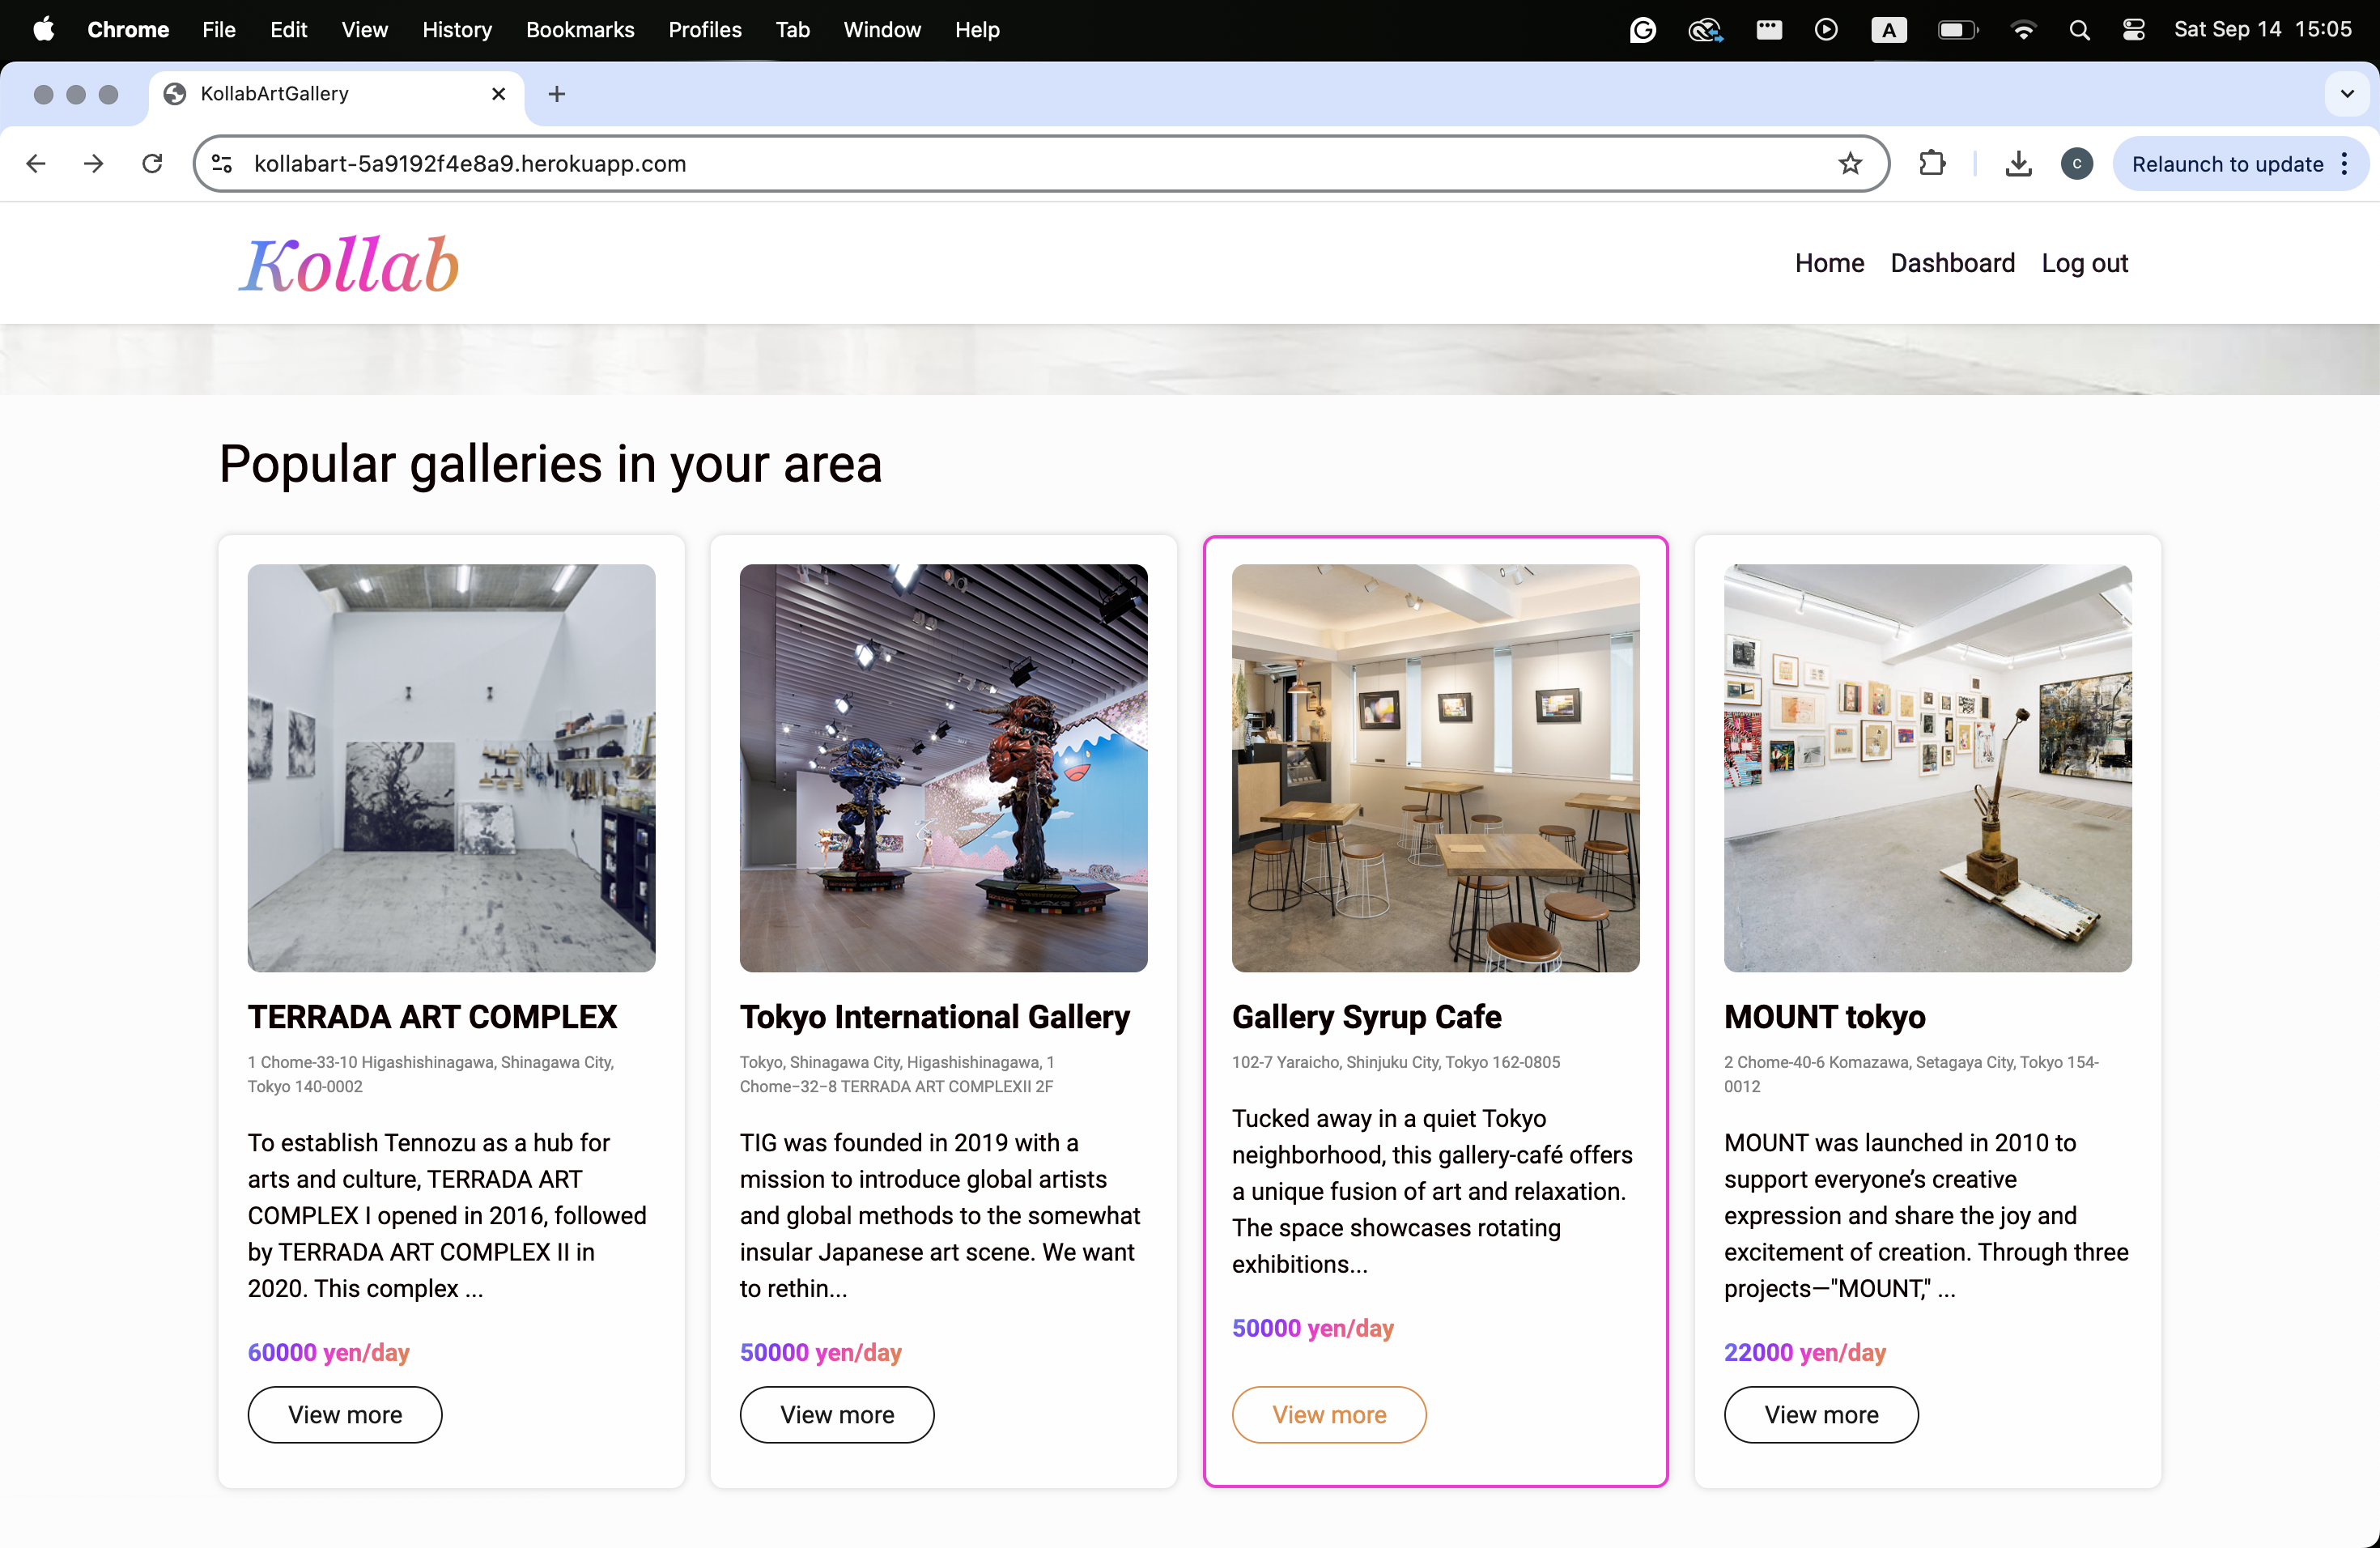 Chrome File Edit View History Bookmarks Profiles Tab Window Help A Sat Sep 14 15:05
KollabArtGallery
kollabart-5a9192f4e8a9.herokuapp.com C Relaunch to update
Kollab Home Dashboard Log out
Popular galleries in your area
TERRADA ART COMPLEX
1 Chome-33-10 Higashishinagawa, Shinagawa City,
Tokyo 140-0002
To establish Tennozu as a hub for
arts and culture, TERRADA ART
COMPLEX I opened in 2016, followed
by TERRADA ART COMPLEX II in
2020. This complex ...
60000 yen/day
View more
Tokyo International Gallery
Tokyo, Shinagawa City, Higashishinagawa, 1
Chome−32−8 TERRADA ART COMPLEXII 2F
TIG was founded in 2019 with a
mission to introduce global artists
and global methods to the somewhat
insular Japanese art scene. We want
to rethin...
50000 yen/day
View more
Gallery Syrup Cafe
102-7 Yaraicho, Shinjuku City, Tokyo 162-0805
Tucked away in a quiet Tokyo
neighborhood, this gallery-café offers
a unique fusion of art and relaxation.
The space showcases rotating
exhibitions...
50000 yen/day
View more
MOUNT tokyo
2 Chome-40-6 Komazawa, Setagaya City, Tokyo 154-
0012
MOUNT was launched in 2010 to
support everyone’s creative
expression and share the joy and
excitement of creation. Through three
projects—"MOUNT," ...
22000 yen/day
View more